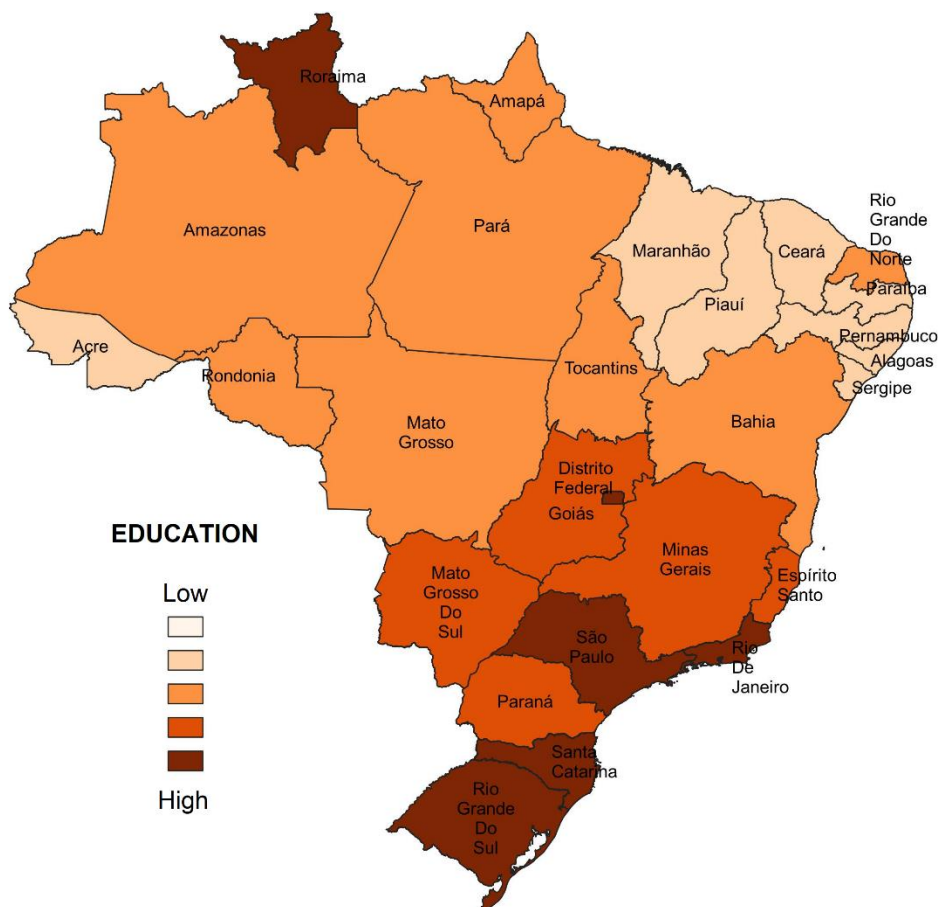 Roraima
Amapá
Rio
Grande
Do
Norte
Amazonas
Pará
Maranhão
Ceará
Paraíba
Piauí
Pernambuco
Acre
Alagoas
Rondonia
Tocantins
Sergipe
Mato
Grosso
Bahia
Distrito
Federal
Goiás
EDUCATION
Low
High
Minas
Gerais
Mato
Grosso
Do
Sul
Espírito
Santo
São
Paulo
Rio
De
Janeiro
Paraná
Santa
Catarina
Rio
Grande
Do
Sul